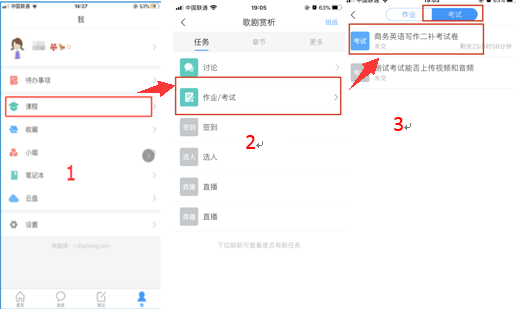 中国联通
14:37
53%
我
待办事项
课程
收藏
小组
笔记本
云盘
设置
1
首页
消息
笔记
我
中国联通
19:05
63%
歌剧赏析
班级
任务
章节
更多
讨论
作业/考试
签到
签到
选人
选人
直播
直播
直播
直播
下拉刷新可查看是否有新任务
2
中国联通
19:05
63%
作业
考试
考试
商务英语写作二补考试卷
未交
剩余23小时58分钟
测试考试能否上传视频和音频
未交
3